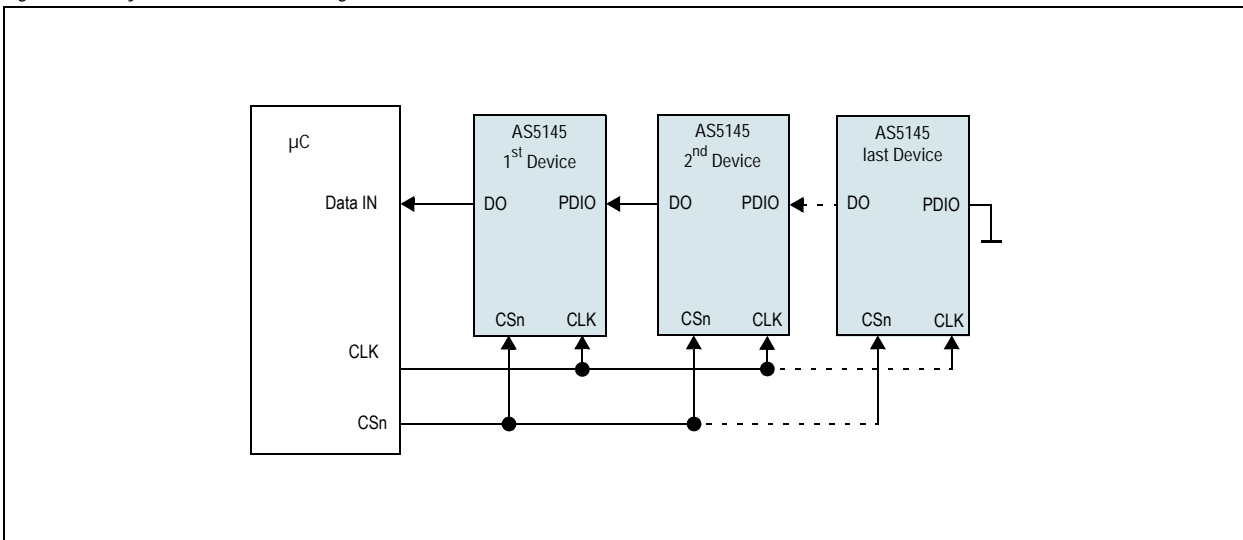 µC
AS5145
1st Device
AS5145
2nd Device
AS5145
last Device
Data IN
DO
PDIO
DO
PDIO
DO
PDIO
CSn
CLK
CSn
CLK
CSn
CLK
CLK
CSn